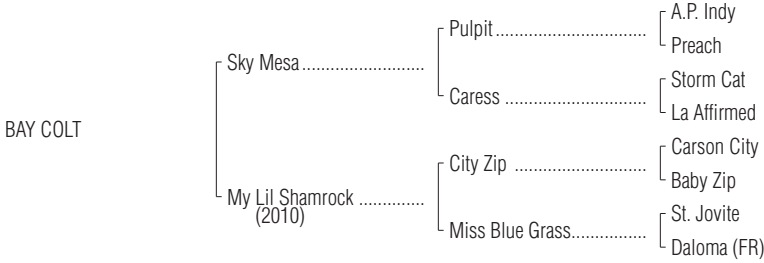 A.P. Indy
Pulpit..................................
Preach
Sky Mesa...........................
Storm Cat
Caress ................................
La Affirmed
BAY COLT
Carson City
City Zip ..............................
Baby Zip
My Lil Shamrock ..............
(2010)
St. Jovite
Miss Blue Grass.................
Daloma (FR)